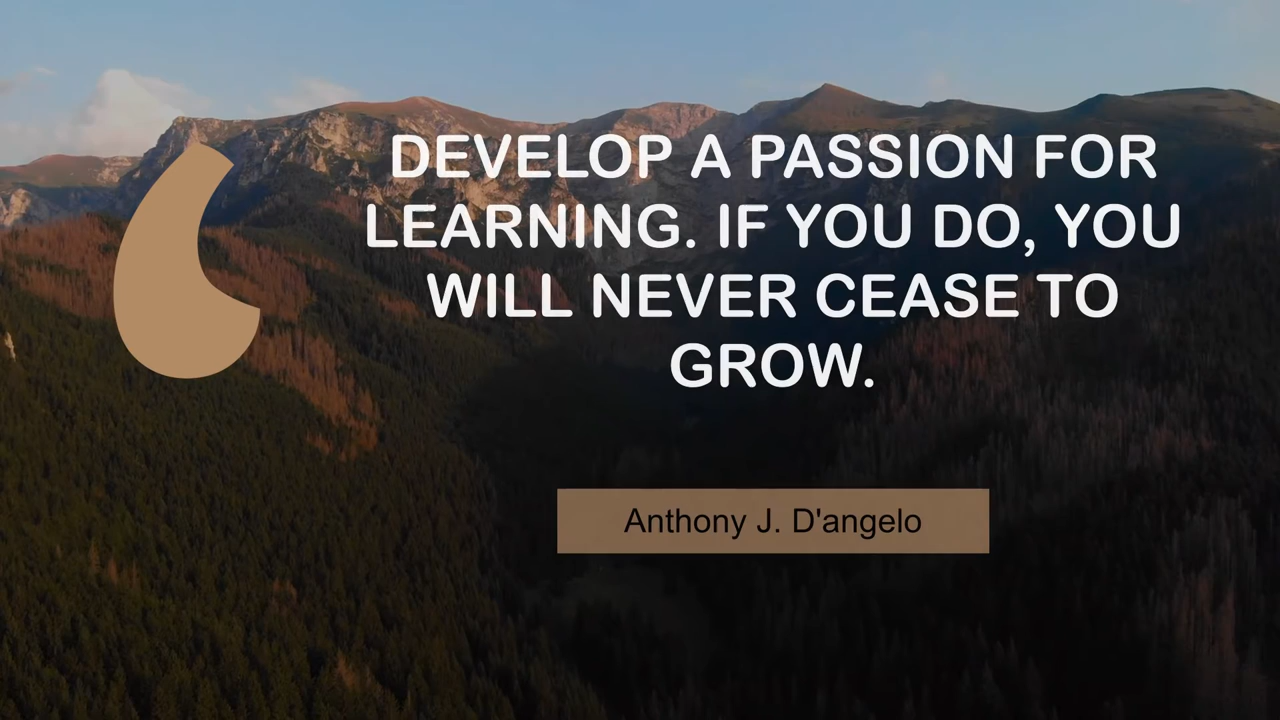 DEVELOP A PASSION FOR
LEARNING. IF YOU DO, YOU
WILL NEVER CEASE TO
GROW.
Anthony J. D'angelo